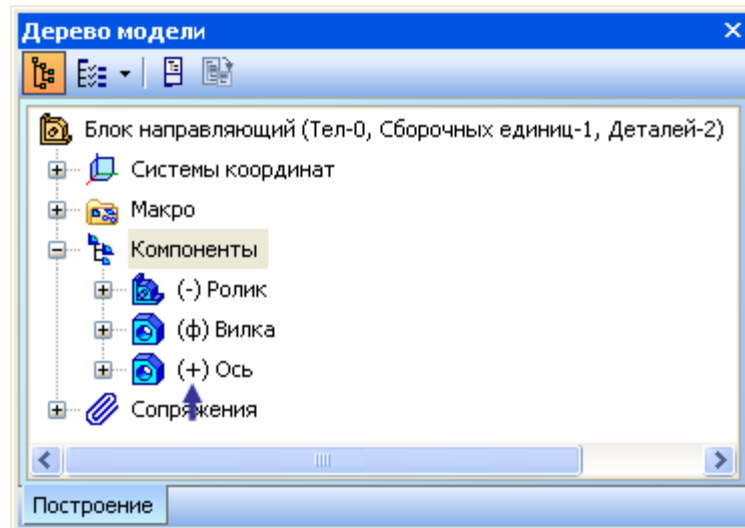 Дерево модели
Блок направляющий (Тел-0, Сборочных единиц-1, Деталей-2)
Системы координат
Макро
Компоненты
(-) Ролик
(ф) Вилка
(+) Ось
Сопряжения
Построение